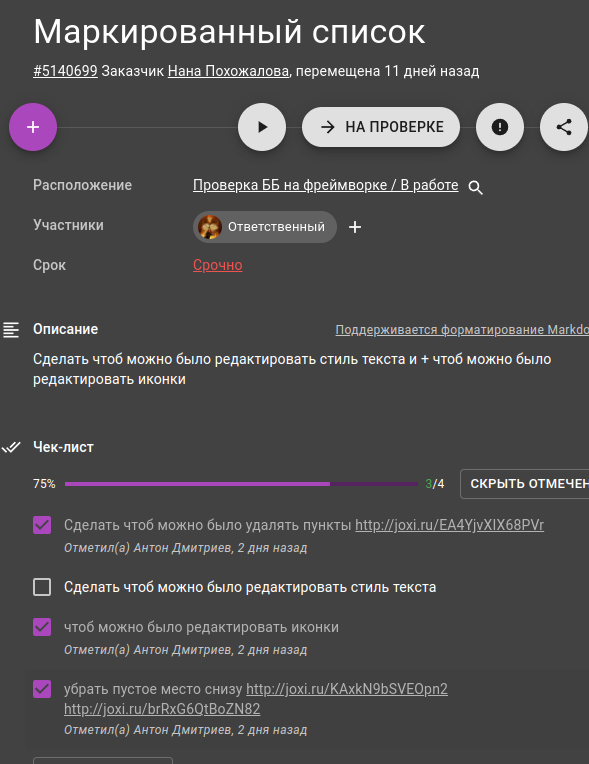 Маркированный список
#5140699 Заказчик Нана Похожалова, перемещена 11 дней назад
НА ПРОВЕРКЕ
Расположение Проверка ББ на фреймворке / В работе
Участники Ответственный
Срок Срочно
Описание Поддерживается форматирование Markdo
Сделать чтоб можно было редактировать стиль текста и + чтоб можно было
редактировать иконки
Чек-лист
75% 3/4 СКРЫТЬ ОТМЕЧЕН
Сделать чтоб можно было удалять пункты http://joxi.ru/EA4YjvXIX68PVr
Отметил(а) Антон Дмитриев, 2 дня назад
Сделать чтоб можно было редактировать стиль текста
чтоб можно было редактировать иконки
Отметил(а) Антон Дмитриев, 2 дня назад
убрать пустое место снизу http://joxi.ru/KAxkN9bSVEOpn2
http://joxi.ru/brRxG6QtBoZN82
Отметил(а) Антон Дмитриев, 2 дня назад